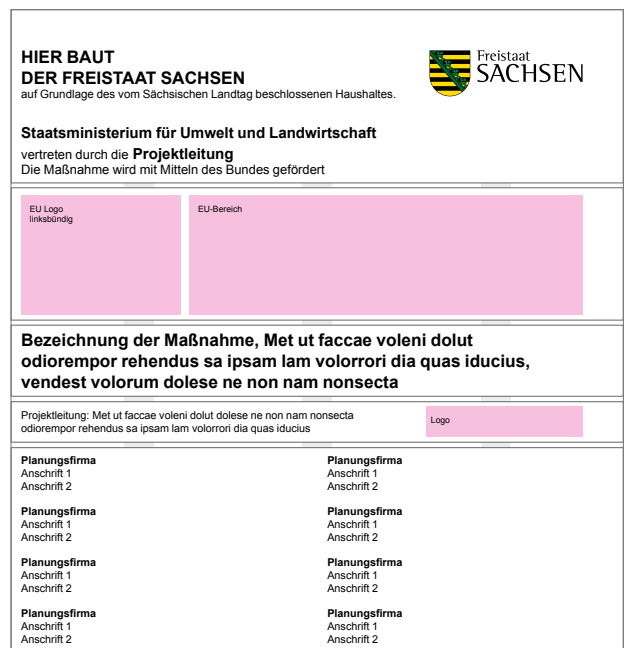 HIER BAUT
DER FREISTAAT SACHSEN
auf Grundlage des vom Sächsischen Landtag beschlossenen Haushaltes.
Freistaat
SACHSEN
Staatsministerium für Umwelt und Landwirtschaft
vertreten durch die Projektleitung
Die Maßnahme wird mit Mitteln des Bundes gefördert
EU Logo
linksbündig
EU-Bereich
Bezeichnung der Maßnahme, Met ut faccae voleni dolut
odiorempor rehendus sa ipsam lam volorrori dia quas iducius,
vendest volorum dolese ne non nam nonsecta
Projektleitung: Met ut faccae voleni dolut dolese ne non nam nonsecta
odiorempor rehendus sa ipsam lam volorrori dia quas iducius
Logo
Planungsfirma
Anschrift 1
Anschrift 2
Planungsfirma
Anschrift 1
Anschrift 2
Planungsfirma
Anschrift 1
Anschrift 2
Planungsfirma
Anschrift 1
Anschrift 2
Planungsfirma
Anschrift 1
Anschrift 2
Planungsfirma
Anschrift 1
Anschrift 2
Planungsfirma
Anschrift 1
Anschrift 2
Planungsfirma
Anschrift 1
Anschrift 2